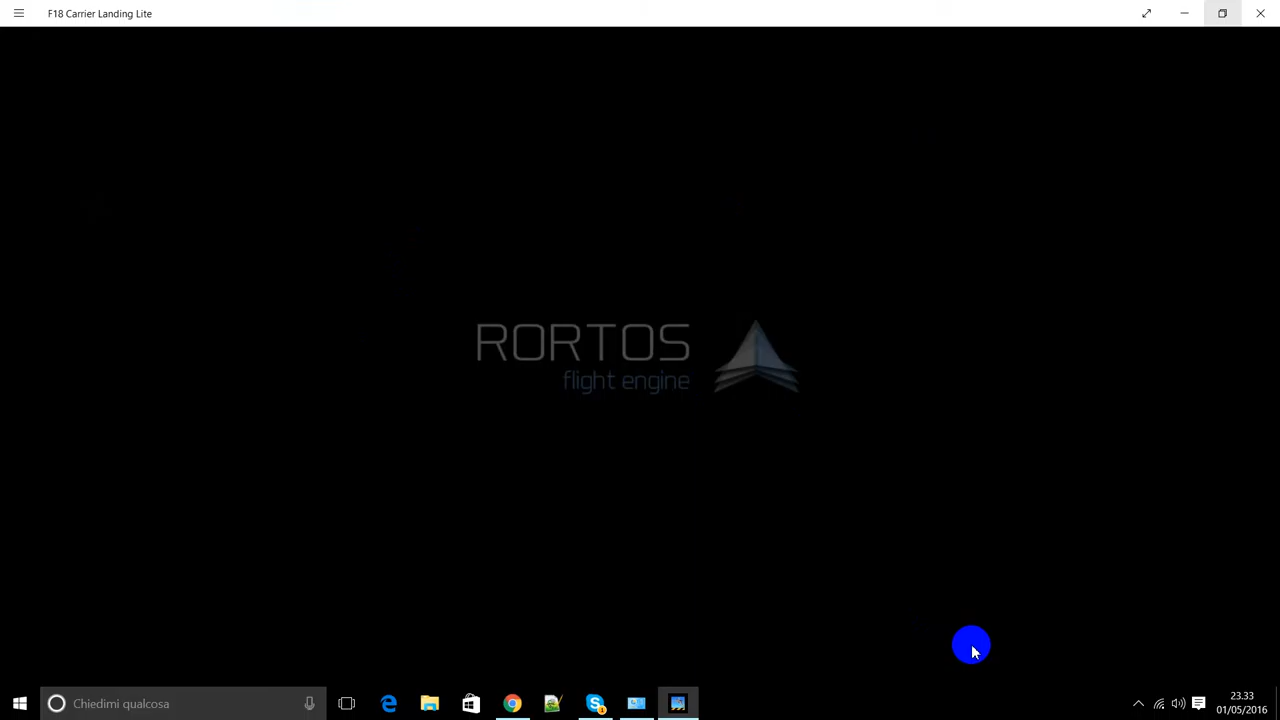 F18 Carrier Landing Lite
RORTOS
flight engine
Chiedimi qualcosa
23.33
01/05/2016